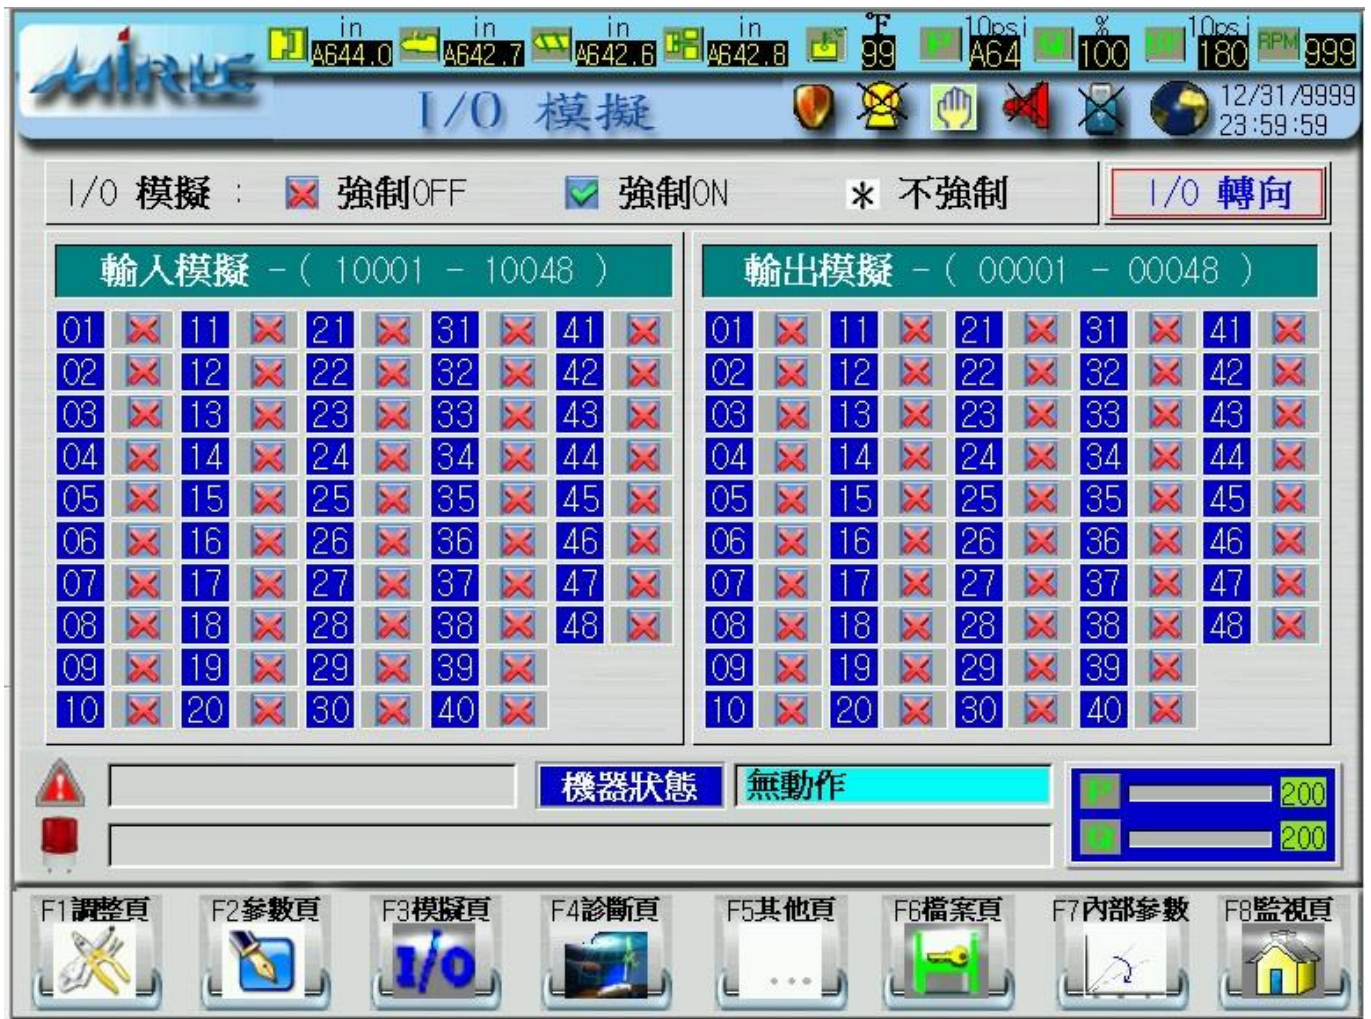 MIRLE
in in in in °F 10psi % 10psi
A644.0 A642.7 A642.6 A642.8 99 P A64 Q 100 180 RPM 999
I/O 模擬
12/31/9999
23:59:59
I/O 模擬 : 強制OFF 強制ON * 不強制 I/O 轉向
輸入模擬 - ( 10001 - 10048 ) 輸出模擬 - ( 00001 - 00048 )
01 11 21 31 41 01 11 21 31 41
02 12 22 32 42 02 12 22 32 42
03 13 23 33 43 03 13 23 33 43
04 14 24 34 44 04 14 24 34 44
05 15 25 35 45 05 15 25 35 45
06 16 26 36 46 06 16 26 36 46
07 17 27 37 47 07 17 27 37 47
08 18 28 38 48 08 18 28 38 48
09 19 29 39 09 19 29 39
10 20 30 40 10 20 30 40
機器狀態 無動作
P 200
Q 200
F1調整頁 F2參數頁 F3模擬頁 F4診斷頁 F5其他頁 F6檔案頁 F7內部參數 F8監視頁
I/O